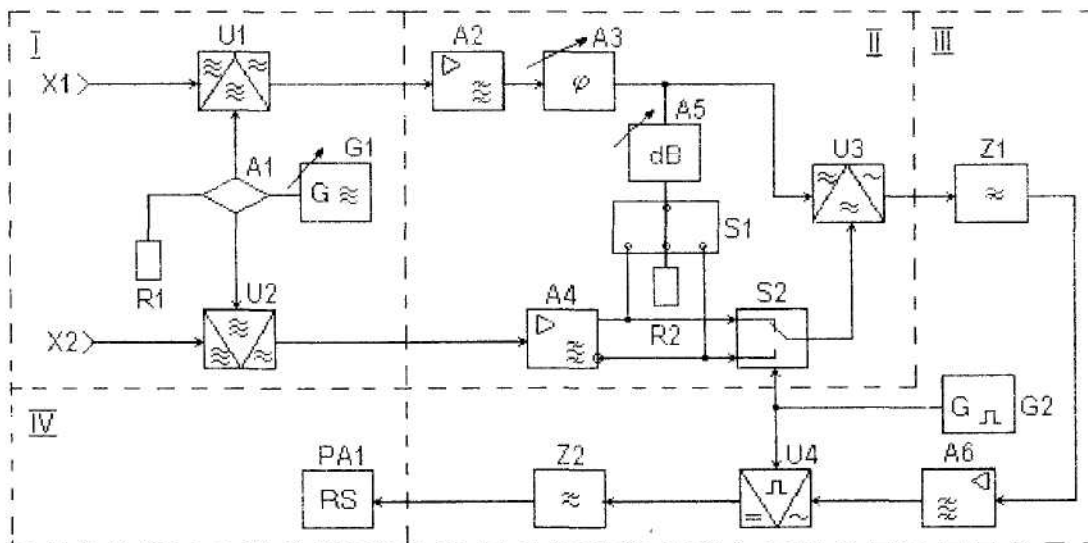 I
II
III
U1
A2
A3
X1
φ
A5
A1
G1
G
dB
U3
Z1
S1
R1
R2
U2
A4
S2
X2
IV
G
G2
PA1
Z2
U4
A6
RS